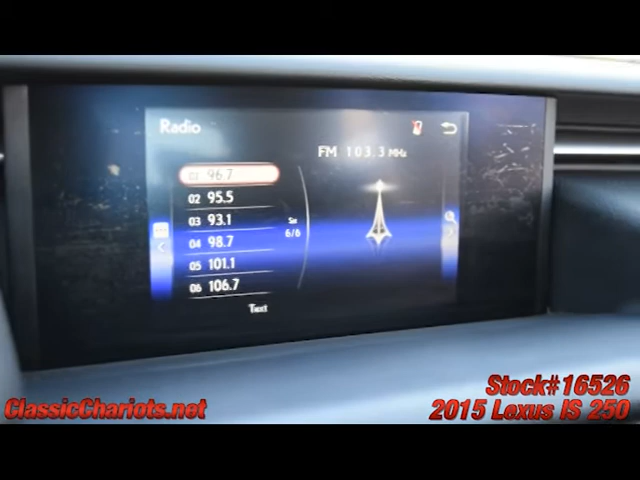 Radio
FM 103.3 MHz
01 96.7
02 95.5
03 93.1
04 98.7
05 101.1
06 106.7
6/6
Text
Stock#16526
ClassicChariots.net
2015 Lexus IS 250